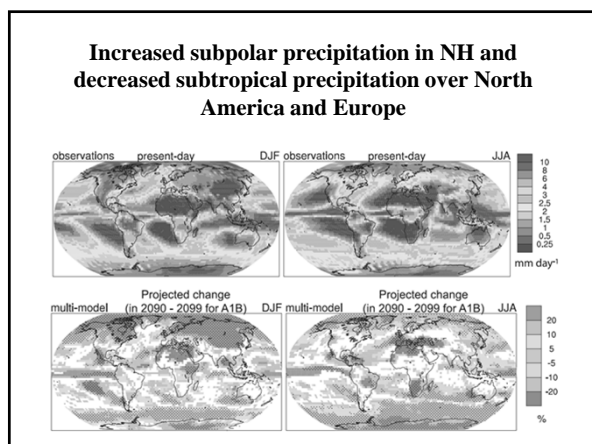 Increased subpolar precipitation in NH and
decreased subtropical precipitation over North
America and Europe
observations present-day DJF
observations present-day JJA
10
8
6
4
3
2.5
2
1.5
1
0.5
0.25
mm day-1
Projected change
multi-model (in 2090 - 2099 for A1B) DJF
Projected change
multi-model (in 2090 - 2099 for A1B) JJA
20
10
5
-5
-10
-20
%